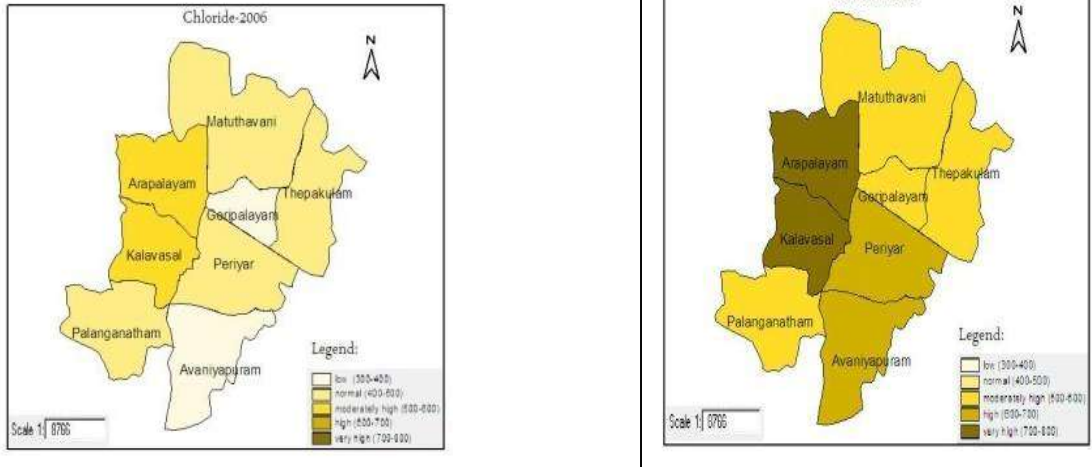 Chloride-2006
N
Matuthavani
Arapalayam
Thepakulam
Goripalayam
Kalavasal
Periyar
Palanganatham
Avaniyapuram
Legend:
low (300-400)
normal (400-500)
moderately high (500-600)
high (600-700)
very high (700-800)
Scale 1: 8766
N
Matuthavani
Arapalayam
Thepakulam
Goripalayam
Kalavasal
Periyar
Palanganatham
Avaniyapuram
Legend:
low (300-400)
normal (400-500)
moderately high (500-600)
high (600-700)
very high (700-800)
Scale 1: 8766